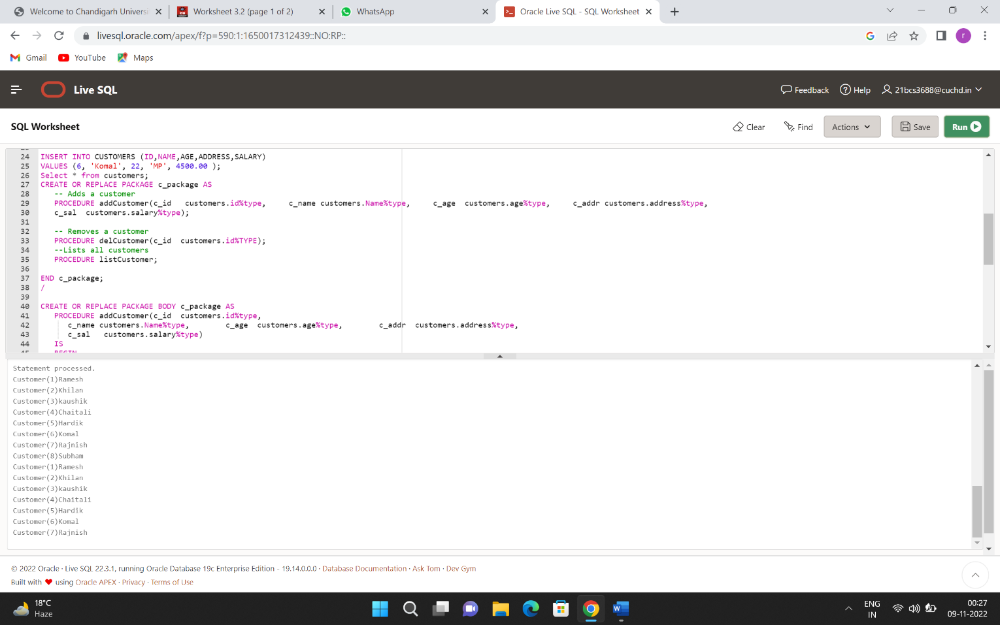 Welcome to Chandigarh Universi
Worksheet 3.2 (page 1 of 2)
WhatsApp
Oracle Live SQL - SQL Worksheet
livesql.oracle.com/apex/f?p=590:1:1650017312439::NO:RP::
r
Gmail
YouTube
Maps
Live SQL
Feedback
Help
21bcs3688@cuchd.in
SQL Worksheet
Clear
Find
Actions
Save
Run
24 INSERT INTO CUSTOMERS (ID,NAME,AGE,ADDRESS,SALARY)
25 VALUES (6, 'Komal', 22, 'MP', 4500.00 );
26 Select * from customers;
27 CREATE OR REPLACE PACKAGE c_package AS
28 -- Adds a customer
29 PROCEDURE addCustomer(c_id customers.id%type, c_name customers.Name%type, c_age customers.age%type, c_addr customers.address%type,
30 c_sal customers.salary%type);
31
32 -- Removes a customer
33 PROCEDURE delCustomer(c_id customers.id%TYPE);
34 --Lists all customers
35 PROCEDURE listCustomer;
36
37 END c_package;
38 /
39
40 CREATE OR REPLACE PACKAGE BODY c_package AS
41 PROCEDURE addCustomer(c_id customers.id%type,
42 c_name customers.Name%type, c_age customers.age%type, c_addr customers.address%type,
43 c_sal customers.salary%type)
44 IS
45 BEGIN
Statement processed.
Customer(1)Ramesh
Customer(2)Khilan
Customer(3)kaushik
Customer(4)Chaitali
Customer(5)Hardik
Customer(6)Komal
Customer(7)Rajnish
Customer(8)Subham
Customer(1)Ramesh
Customer(2)Khilan
Customer(3)kaushik
Customer(4)Chaitali
Customer(5)Hardik
Customer(6)Komal
Customer(7)Rajnish
© 2022 Oracle · Live SQL 22.3.1, running Oracle Database 19c Enterprise Edition - 19.14.0.0.0 · Database Documentation · Ask Tom · Dev Gym
Built with ❤ using Oracle APEX · Privacy · Terms of Use
18°C
Haze
ENG
IN
00:27
09-11-2022